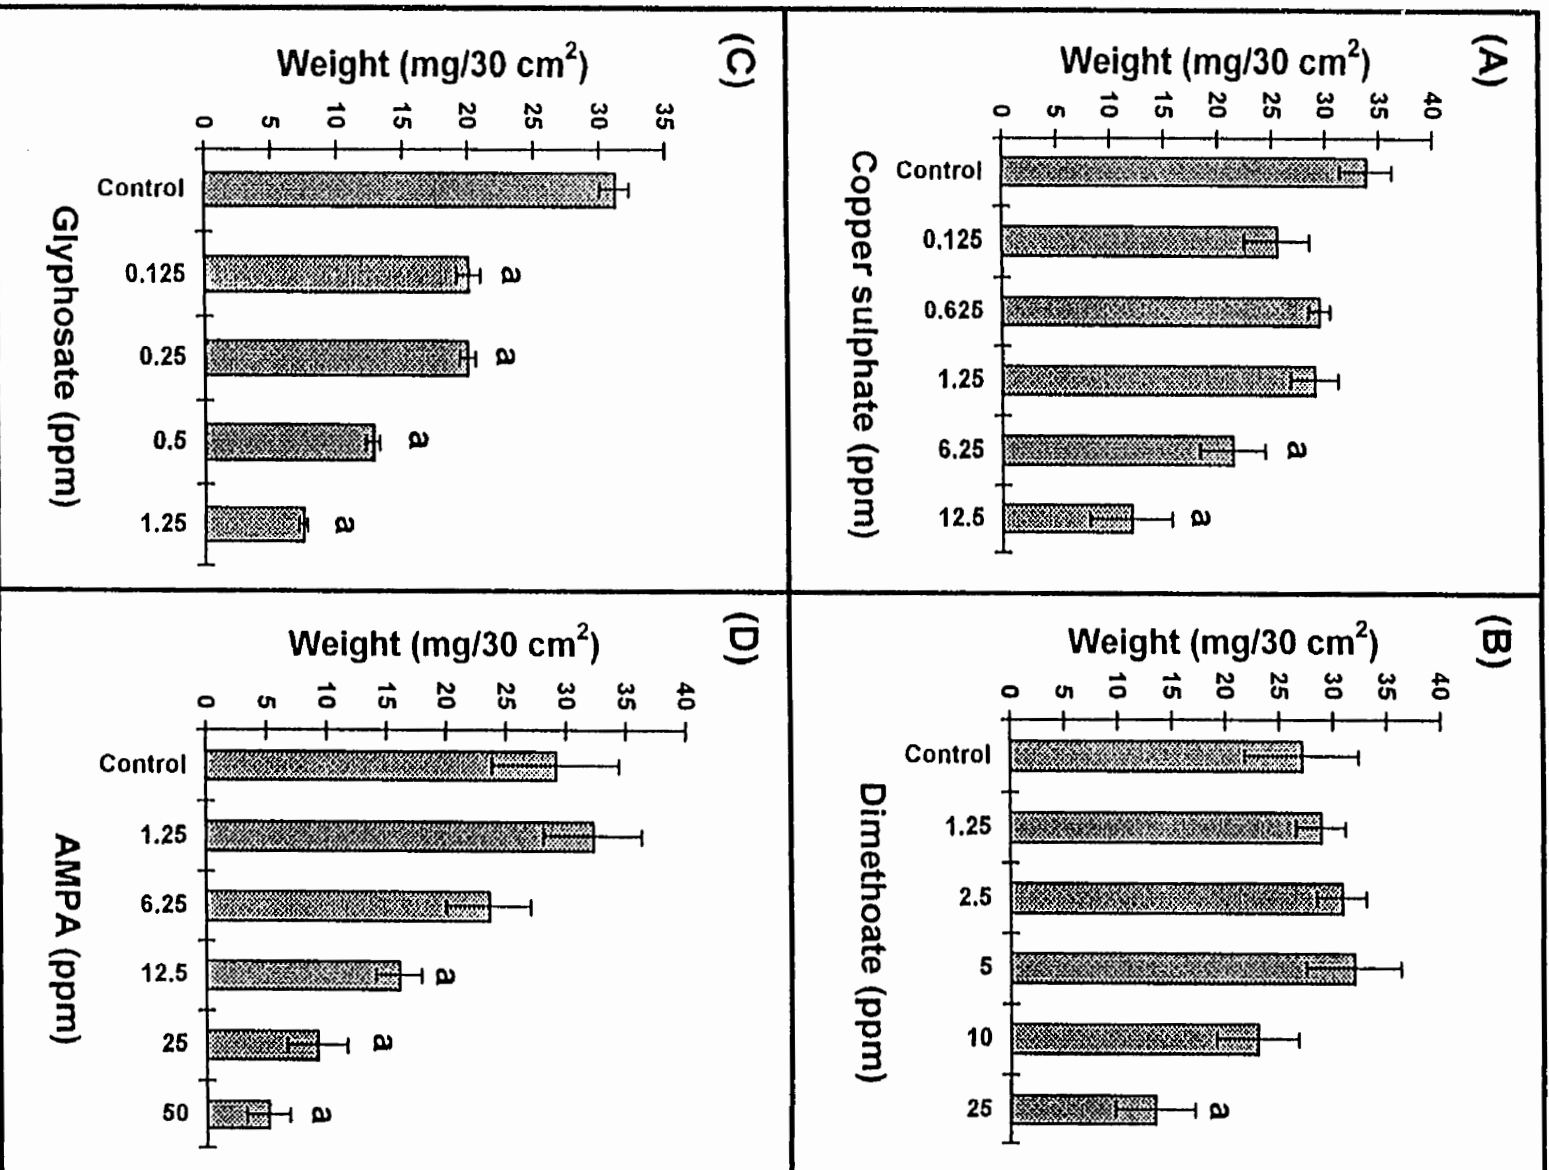 (A)
Weight (mg/30 cm²)
0 5 10 15 20 25 30 35 40
Control
0.125
0.625
1.25
6.25 a
12.5 a
Copper sulphate (ppm)
(B)
Weight (mg/30 cm²)
0 5 10 15 20 25 30 35 40
Control
1.25
2.5
5
10
25 a
Dimethoate (ppm)
(C)
Weight (mg/30 cm²)
0 5 10 15 20 25 30 35
Control
0.125 a
0.25 a
0.5 a
1.25 a
Glyphosate (ppm)
(D)
Weight (mg/30 cm²)
0 5 10 15 20 25 30 35 40
Control
1.25
6.25
12.5 a
25 a
50 a
AMPA (ppm)